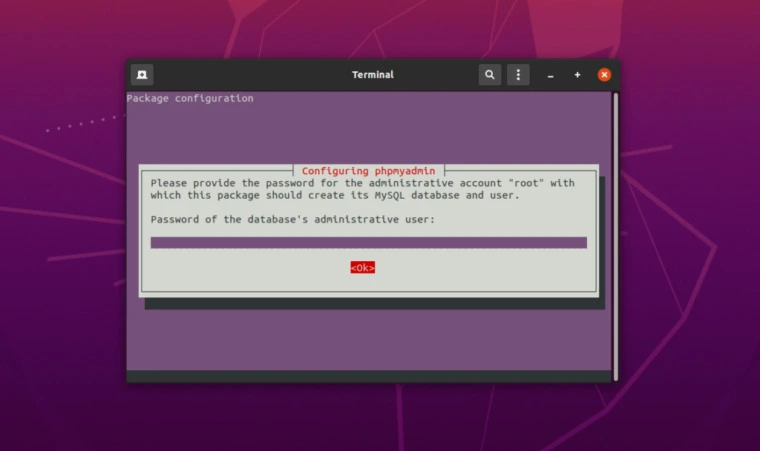 Terminal
Package configuration
Configuring phpmyadmin
Please provide the password for the administrative account "root" with
which this package should create its MySQL database and user.
Password of the database's administrative user:
<Ok>